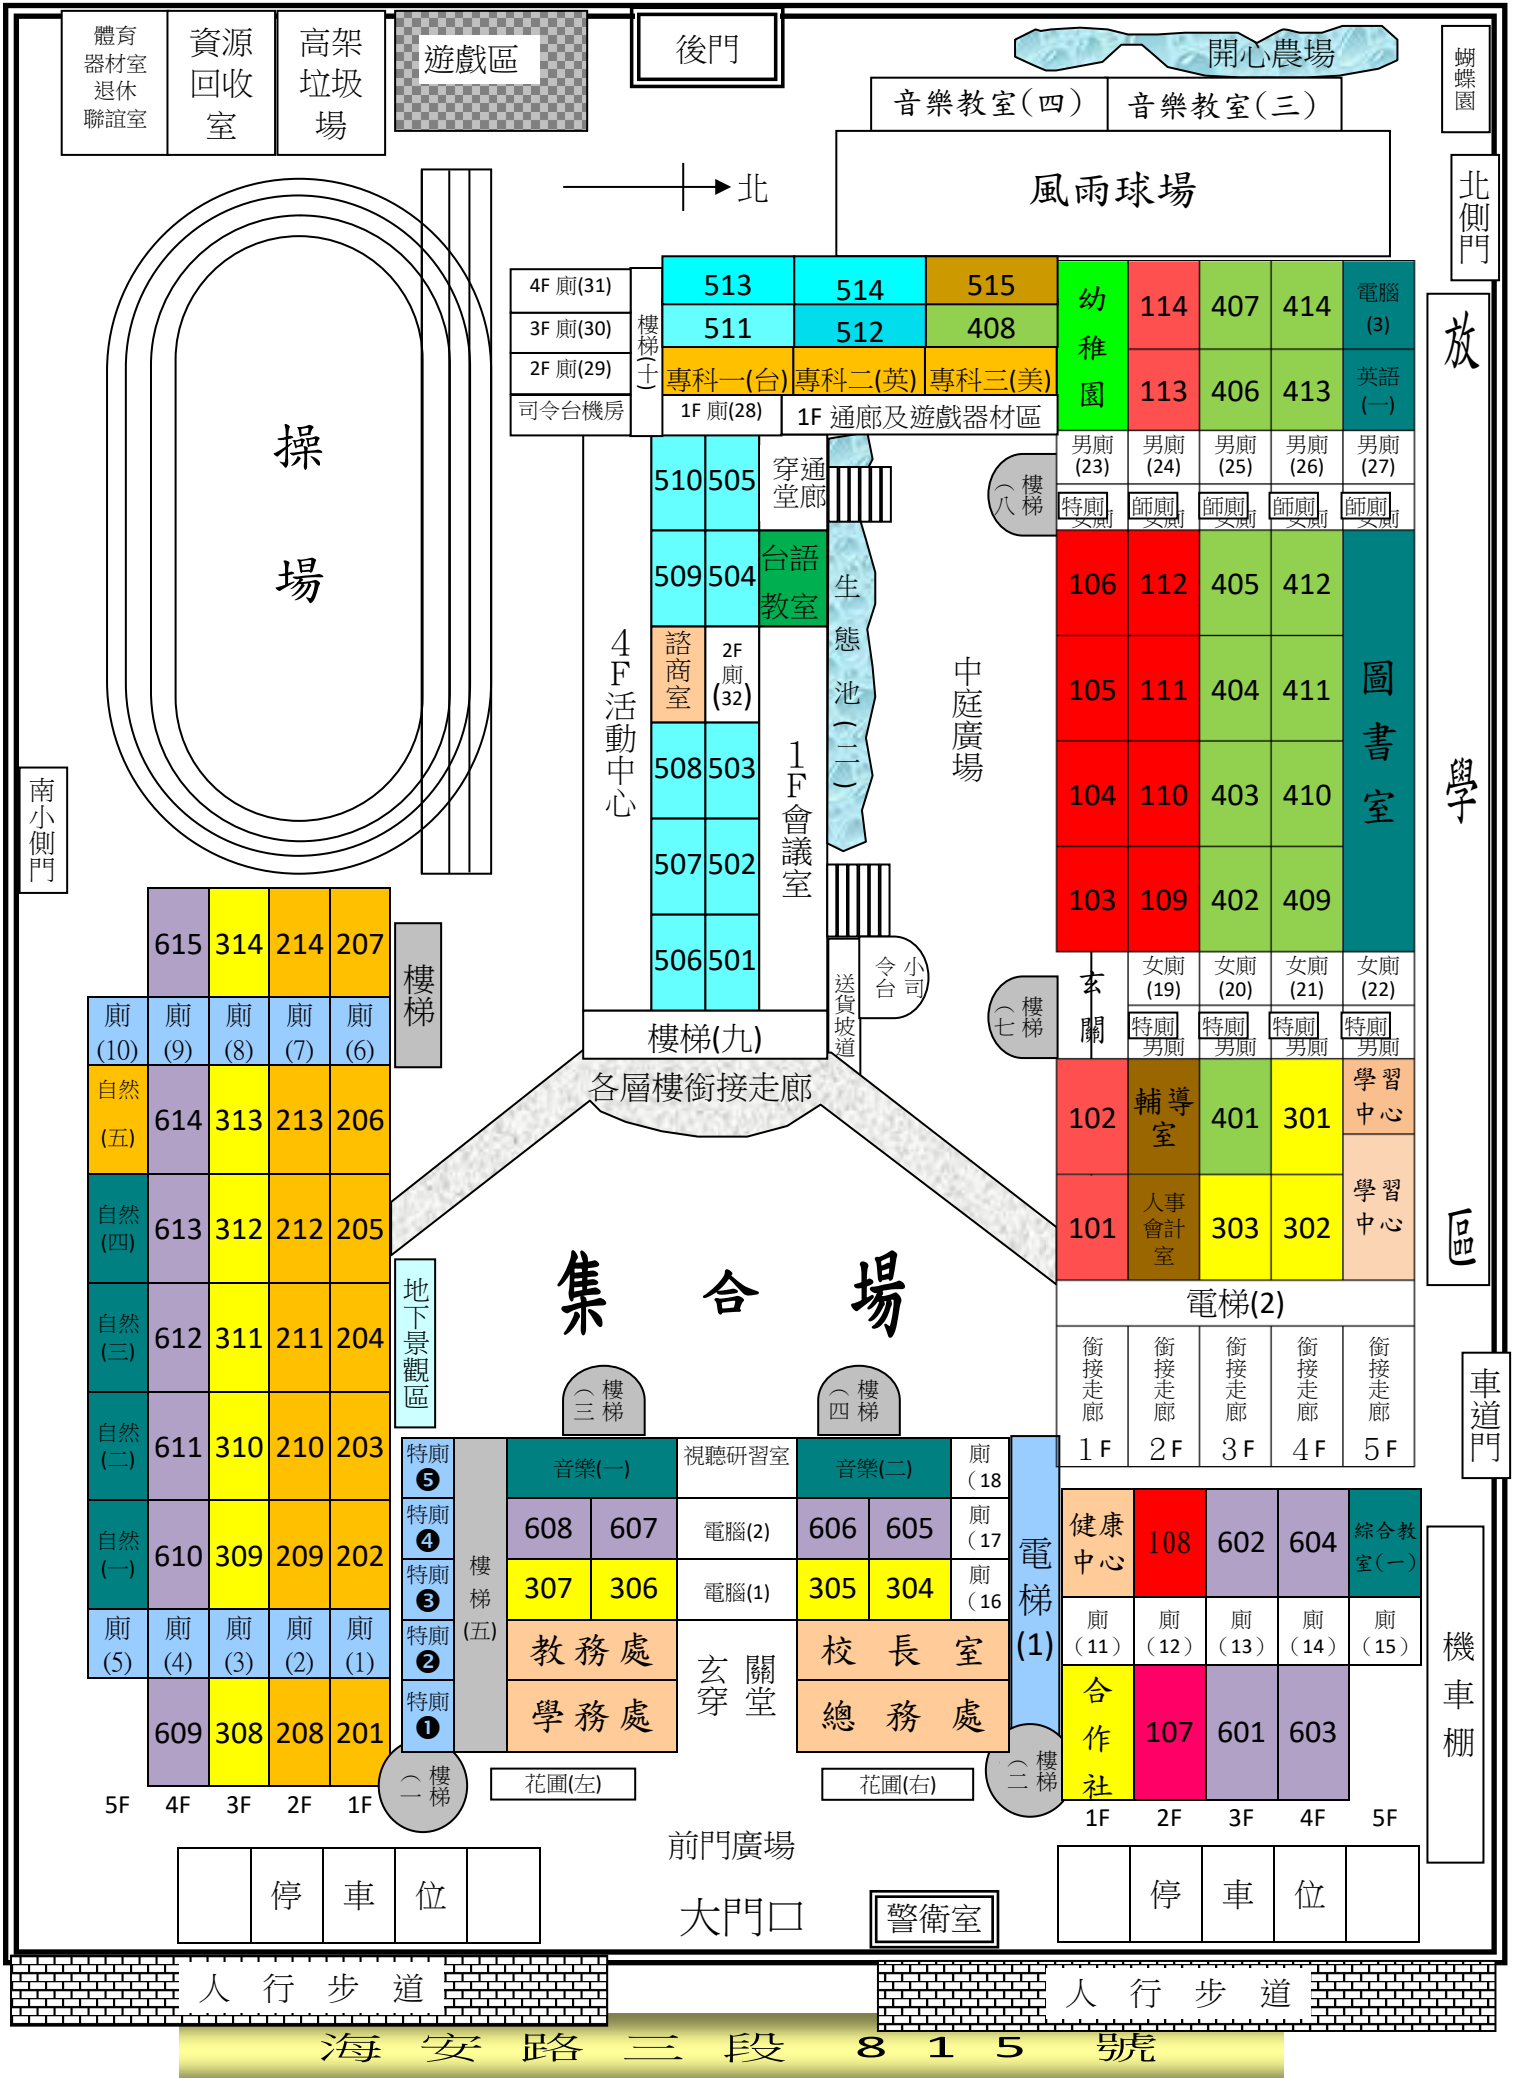 體育
器材室
退休
聯誼室
資源
回收
室
高架
垃圾
場
遊戲區
後門
開心農場
蝴蝶園
音樂教室(四)
音樂教室(三)
風雨球場
北
北側門
操
場
4F 廁(31)
3F 廁(30)
2F 廁(29)
司令台機房
樓梯(十)
513
514
515
511
512
408
專科一(台)
專科二(英)
專科三(美)
1F 廁(28)
1F 通廊及遊戲器材區
幼稚園
114
407
414
電腦
(3)
113
406
413
英語
(一)
男廁
(23)
男廁
(24)
男廁
(25)
男廁
(26)
男廁
(27)
特廁
女廁
師廁
女廁
師廁
女廁
師廁
女廁
師廁
女廁
樓梯(八
放
學
區
4F活動中心
510
505
穿堂
通廊
509
504
台語
教室
諮商室
2F
廁
(32)
508
503
1F會議室
507
502
506
501
樓梯(九)
生態池(二)
中庭廣場
小司令台
送貨坡道
各層樓銜接走廊
106
112
405
412
圖書室
105
111
404
411
104
110
403
410
103
109
402
409
玄關
女廁
(19)
女廁
(20)
女廁
(21)
女廁
(22)
特廁
男廁
特廁
男廁
特廁
男廁
特廁
男廁
樓梯(七
102
輔導
室
401
301
學習
中心
101
人事
會計
室
303
302
學習
中心
電梯(2)
銜接走廊
1F
銜接走廊
2F
銜接走廊
3F
銜接走廊
4F
銜接走廊
5F
車道門
南小側門
615
314
214
207
樓梯
廁
(10)
廁
(9)
廁
(8)
廁
(7)
廁
(6)
自然
(五)
614
313
213
206
自然
(四)
613
312
212
205
自然
(三)
612
311
211
204
自然
(二)
611
310
210
203
自然
(一)
610
309
209
202
廁
(5)
廁
(4)
廁
(3)
廁
(2)
廁
(1)
609
308
208
201
5F
4F
3F
2F
1F
地下景觀區
集 合 場
樓梯(三
樓梯(四
特廁
❺
音樂(一)
視聽研習室
音樂(二)
廁
(18
特廁
❹
608
607
電腦(2)
606
605
廁
(17
特廁
❸
307
306
電腦(1)
305
304
廁
(16
特廁
❷
教務處
校長室
特廁
❶
學務處
總務處
樓梯(五)
玄關
穿堂
電梯(1)
樓梯(一
樓梯(二
花圃(左)
花圃(右)
健康
中心
108
602
604
綜合教
室(一)
廁
(11)
廁
(12)
廁
(13)
廁
(14)
廁
(15)
合作社
107
601
603
1F
2F
3F
4F
5F
機車棚
前門廣場
大門口
警衛室
停車位
停車位
人行步道
人行步道
海安路三段815號